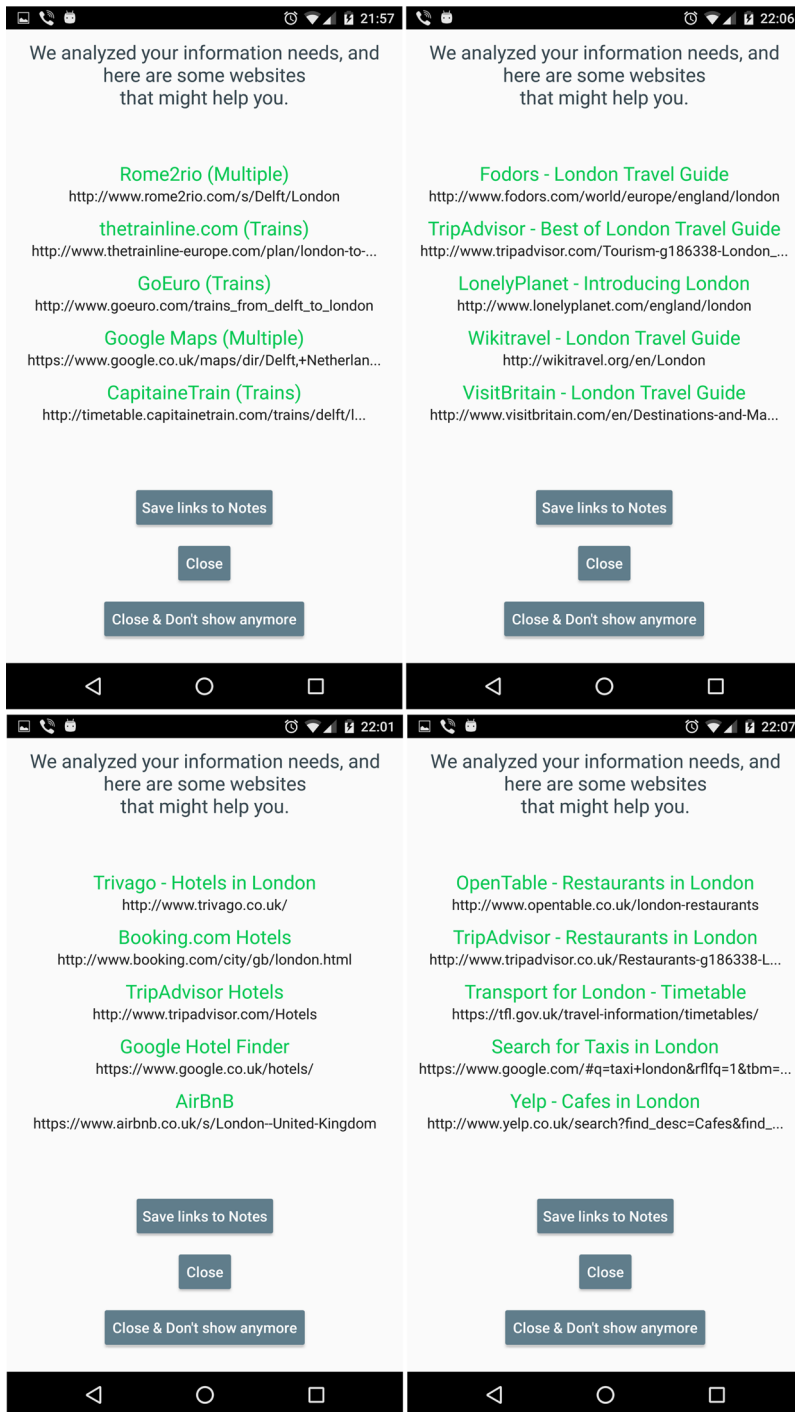 21:57
We analyzed your information needs, and
here are some websites
that might help you.
Rome2rio (Multiple)
http://www.rome2rio.com/s/Delft/London
thetrainline.com (Trains)
http://www.thetrainline-europe.com/plan/london-to-...
GoEuro (Trains)
http://www.goeuro.com/trains_from_delft_to_london
Google Maps (Multiple)
https://www.google.co.uk/maps/dir/Delft,+Netherlan...
CapitaineTrain (Trains)
http://timetable.capitainetrain.com/trains/delft/l...
Save links to Notes
Close
Close & Don't show anymore
22:06
We analyzed your information needs, and
here are some websites
that might help you.
Fodors - London Travel Guide
http://www.fodors.com/world/europe/england/london
TripAdvisor - Best of London Travel Guide
http://www.tripadvisor.com/Tourism-g186338-London_...
LonelyPlanet - Introducing London
http://www.lonelyplanet.com/england/london
Wikitravel - London Travel Guide
http://wikitravel.org/en/London
VisitBritain - London Travel Guide
http://www.visitbritain.com/en/Destinations-and-Ma...
Save links to Notes
Close
Close & Don't show anymore
22:01
We analyzed your information needs, and
here are some websites
that might help you.
Trivago - Hotels in London
http://www.trivago.co.uk/
Booking.com Hotels
http://www.booking.com/city/gb/london.html
TripAdvisor Hotels
http://www.tripadvisor.com/Hotels
Google Hotel Finder
https://www.google.co.uk/hotels/
AirBnB
https://www.airbnb.co.uk/s/London--United-Kingdom
Save links to Notes
Close
Close & Don't show anymore
22:07
We analyzed your information needs, and
here are some websites
that might help you.
OpenTable - Restaurants in London
http://www.opentable.co.uk/london-restaurants
TripAdvisor - Restaurants in London
http://www.tripadvisor.co.uk/Restaurants-g186338-L...
Transport for London - Timetable
https://tfl.gov.uk/travel-information/timetables/
Search for Taxis in London
https://www.google.com/#q=taxi+london&rflfq=1&tbm=...
Yelp - Cafes in London
http://www.yelp.co.uk/search?find_desc=Cafes&find_...
Save links to Notes
Close
Close & Don't show anymore